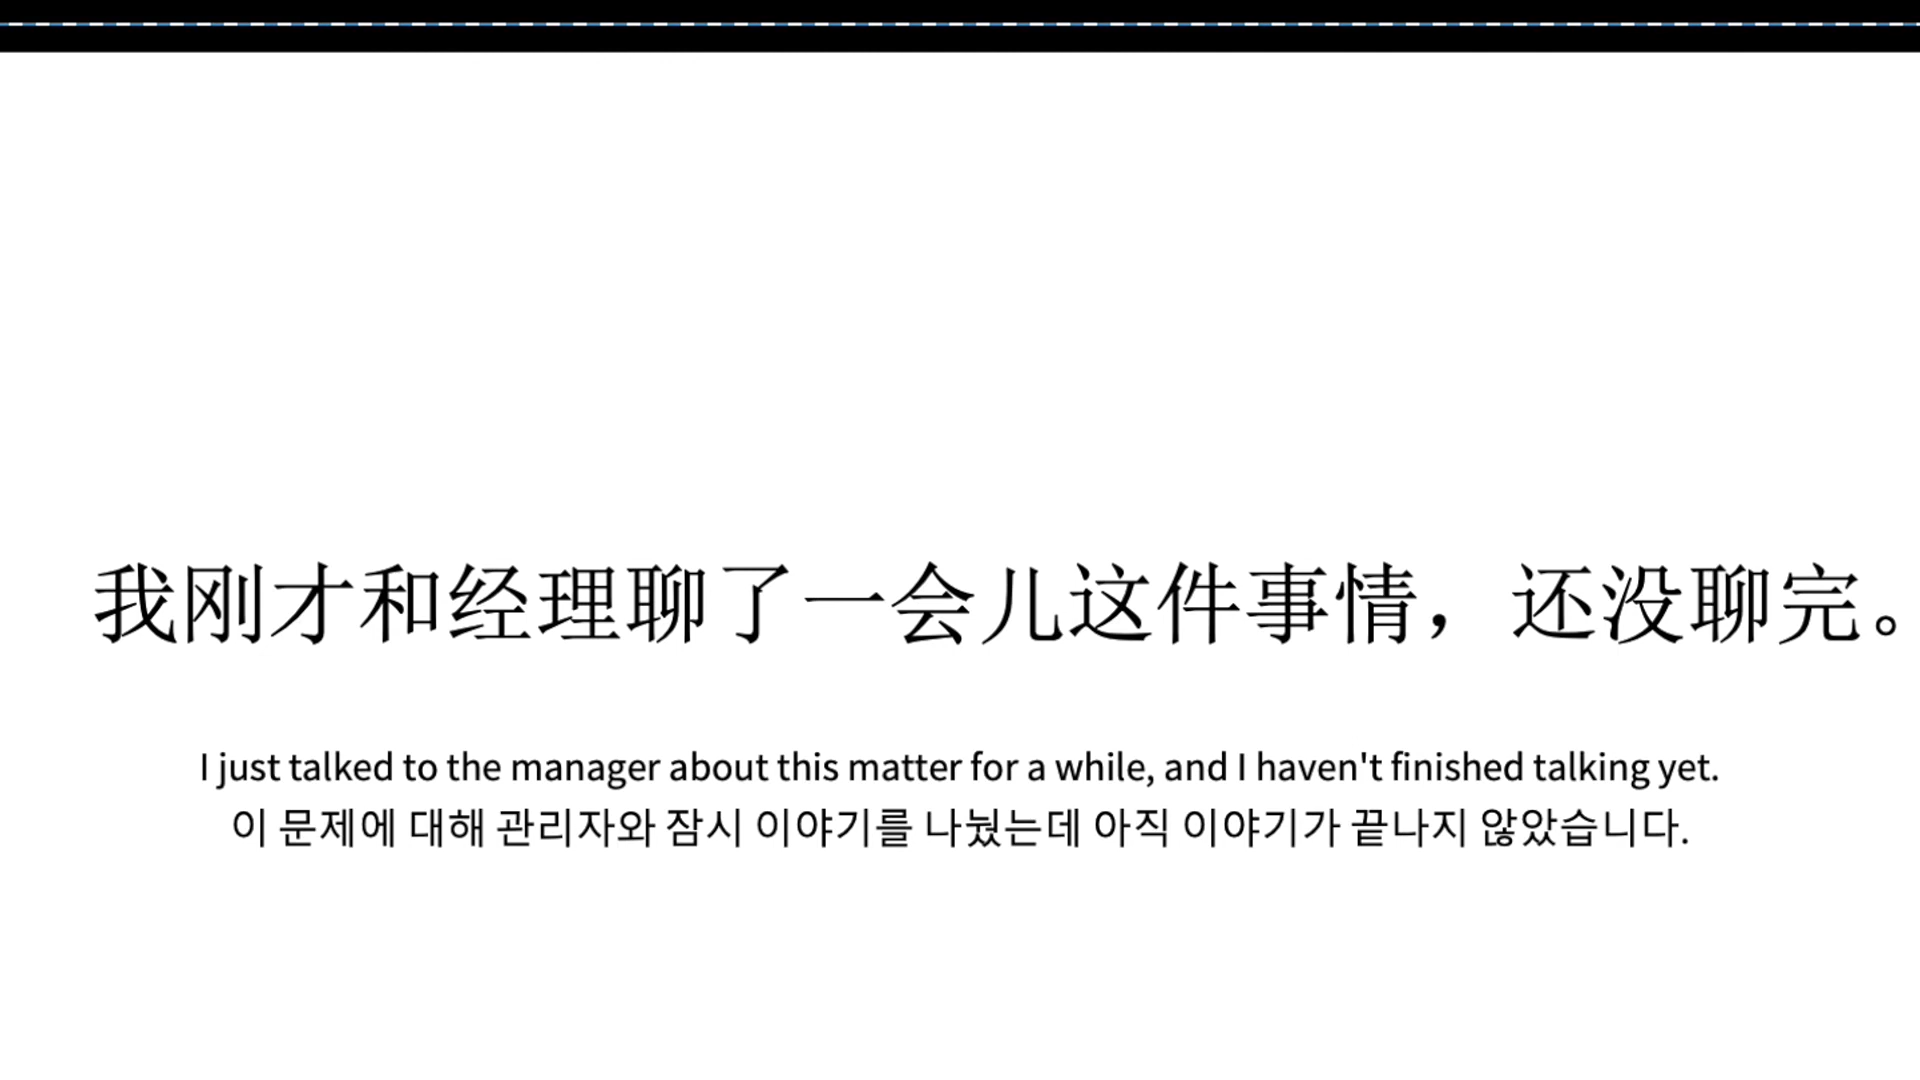 我刚才和经理聊了一会儿这件事情，还没聊完。
I just talked to the manager about this matter for a while, and I haven't finished talking yet.
이 문제에 대해 관리자와 잠시 이야기를 나눴는데 아직 이야기가 끝나지 않았습니다.